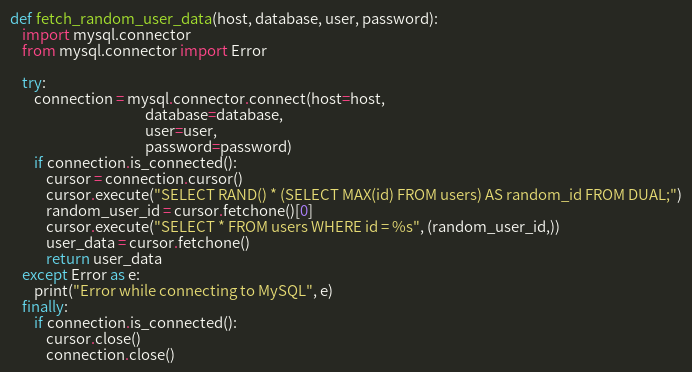 def fetch_random_user_data(host, database, user, password):
    import mysql.connector
    from mysql.connector import Error

    try:
        connection = mysql.connector.connect(host=host,
                                             database=database,
                                             user=user,
                                             password=password)
        if connection.is_connected():
            cursor = connection.cursor()
            cursor.execute("SELECT RAND() * (SELECT MAX(id) FROM users) AS random_id FROM DUAL;")
            random_user_id = cursor.fetchone()[0]
            cursor.execute("SELECT * FROM users WHERE id = %s", (random_user_id,))
            user_data = cursor.fetchone()
            return user_data
    except Error as e:
        print("Error while connecting to MySQL", e)
    finally:
        if connection.is_connected():
            cursor.close()
            connection.close()